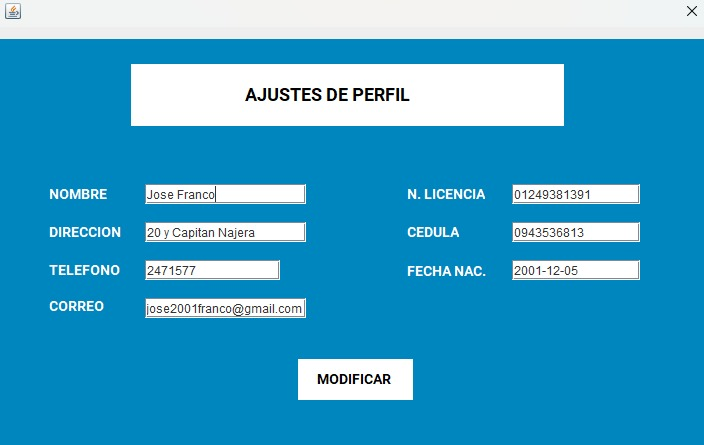 AJUSTES DE PERFIL
NOMBRE Jose Franco
N. LICENCIA 01249381391
DIRECCION 20 y Capitan Najera
CEDULA 0943536813
TELEFONO 2471577
FECHA NAC. 2001-12-05
CORREO jose2001franco@gmail.com
MODIFICAR